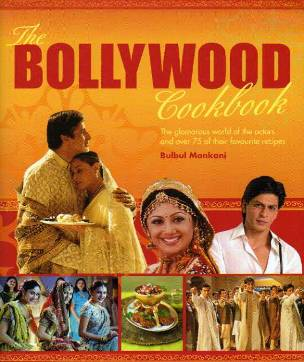 The
BOLLYWOOD
Cookbook
The glamorous world of the actors
and over 75 of their favourite recipes
Bulbul Mankani